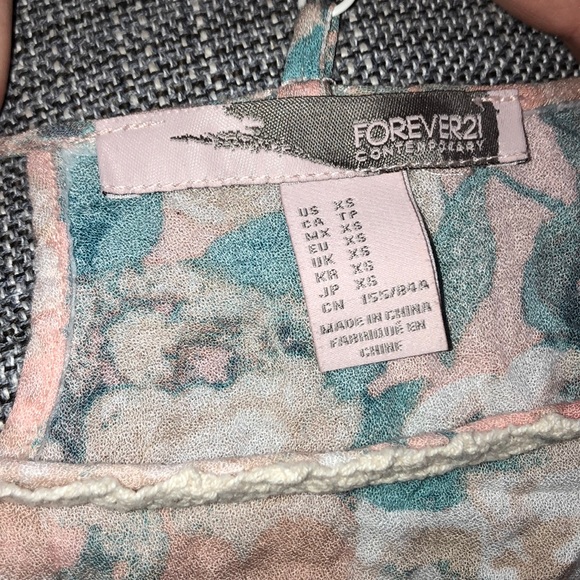 FOREVER21
CONTEMPORARY
US XS
CA TP
MX XS
EU XS
UK XS
KR XS
JP XS
CN 155/84A
MADE IN CHINA
FABRIQUÉ EN
CHINE